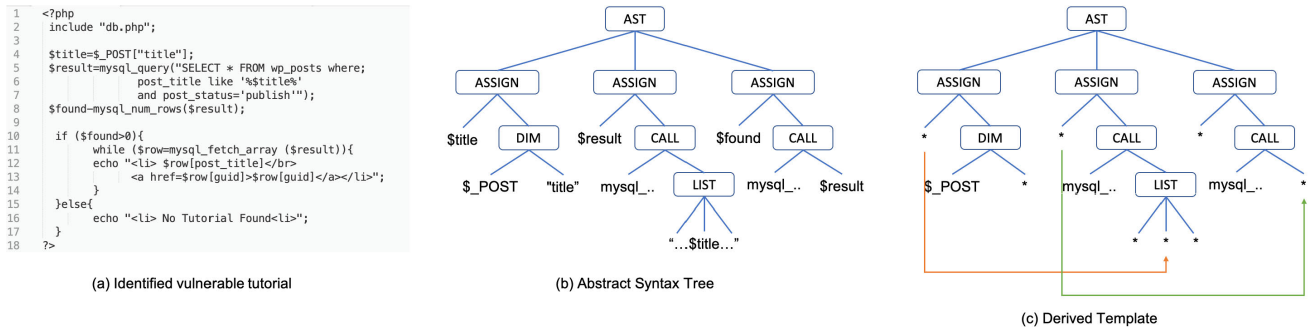 1 <?php
2 include "db.php";
3
4 $title=$_POST["title"];
5 $result=mysql_query("SELECT * FROM wp_posts where;
6 post_title like '%$title%'
7 and post_status='publish'");
8 $found-mysql_num_rows($result);
9
10 if ($found>0){
11 while ($row=mysql_fetch_array ($result)){
12 echo "<li> $row[post_title]</br>
13 <a href=$row[guid]>$row[guid]</a></li>";
14 }
15 }else{
16 echo "<li> No Tutorial Found<li>";
17 }
18 ?>
(a) Identified vulnerable tutorial
AST
ASSIGN ASSIGN ASSIGN
$title DIM $result CALL $found CALL
$_POST "title" mysql_.. LIST mysql_.. $result
"...$title..."
(b) Abstract Syntax Tree
AST
ASSIGN ASSIGN ASSIGN
* DIM * CALL * CALL
$_POST * mysql_.. LIST mysql_.. *
* * *
(c) Derived Template